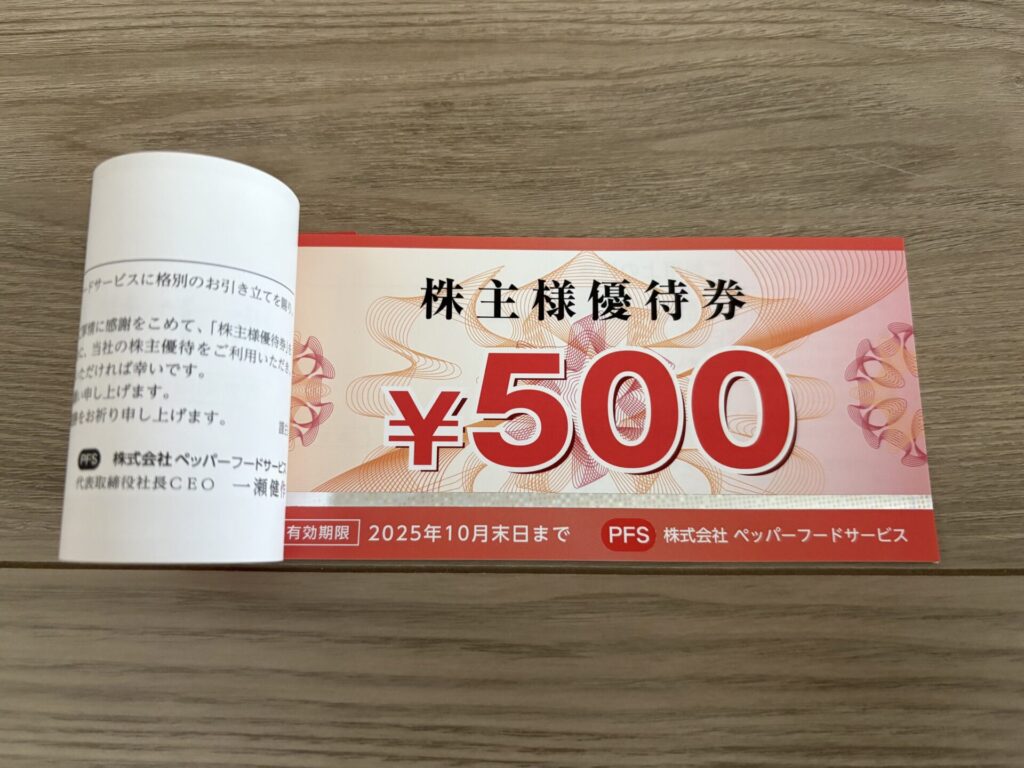 ードサービスに格別のお引き立てを賜り、
情に感謝をこめて、「株主様優待券」を
に、当社の株主優待をご利用いただき、
ただければ幸いです。
い申し上げます。
をお祈り申し上げます。
PFS 株式会社 ペッパーフードサービス
代表取締役社長CEO 一瀬健作
株主様優待券
¥500
有効期限 2025年10月末日まで PFS 株式会社 ペッパーフードサービス